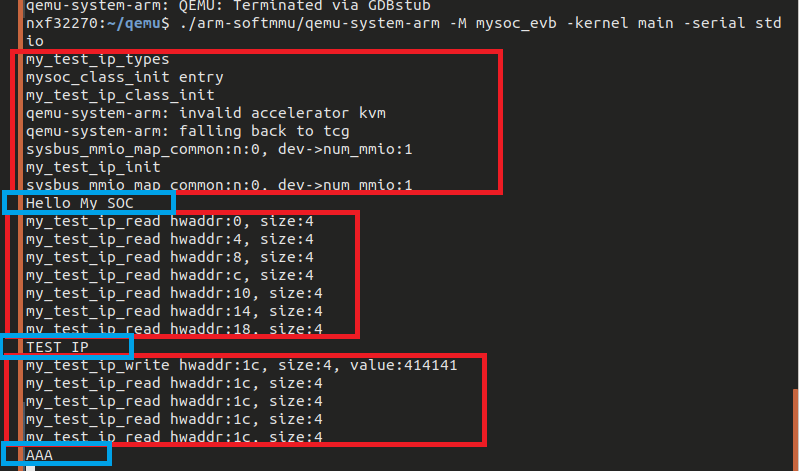 qemu-system-arm: QEMU: Terminated via GDBstub
nxf32270:~/qemu$ ./arm-softmmu/qemu-system-arm -M mysoc_evb -kernel main -serial std
io
my_test_ip_types
mysoc_class_init entry
my_test_ip_class_init
qemu-system-arm: invalid accelerator kvm
qemu-system-arm: falling back to tcg
sysbus_mmio_map_common:n:0, dev->num_mmio:1
my_test_ip_init
sysbus_mmio_map_common:n:0, dev->num_mmio:1
Hello My SOC
my_test_ip_read hwaddr:0, size:4
my_test_ip_read hwaddr:4, size:4
my_test_ip_read hwaddr:8, size:4
my_test_ip_read hwaddr:c, size:4
my_test_ip_read hwaddr:10, size:4
my_test_ip_read hwaddr:14, size:4
my_test_ip_read hwaddr:18, size:4
TEST_IP
my_test_ip_write hwaddr:1c, size:4, value:414141
my_test_ip_read hwaddr:1c, size:4
my_test_ip_read hwaddr:1c, size:4
my_test_ip_read hwaddr:1c, size:4
my_test_ip_read hwaddr:1c, size:4
AAA